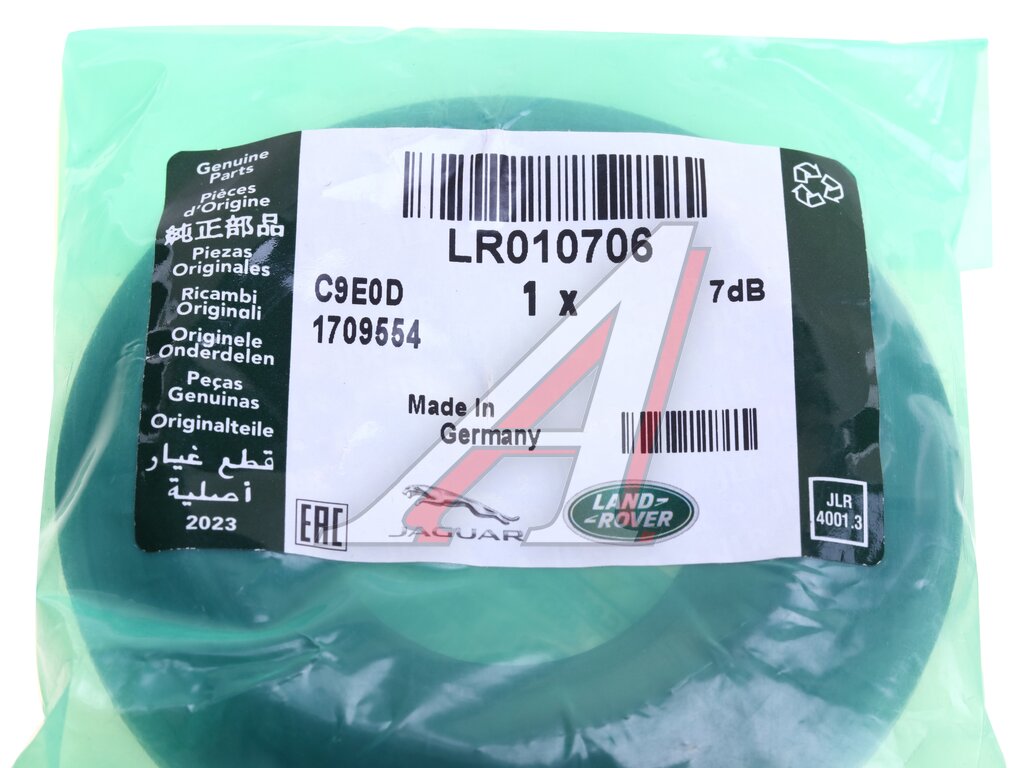 Genuine
Parts
Pièces
d'Origine
純正部品
Piezas
Originales
Ricambi
Originali
Originele
Onderdelen
Peças
Genuinas
Originalteile
قطع غيار
أصلية
2023
LR010706
C9E0D
1 x
7dB
1709554
Made In
Germany
EAC
JAGUAR
LAND-
-ROVER
JLR
4001.3